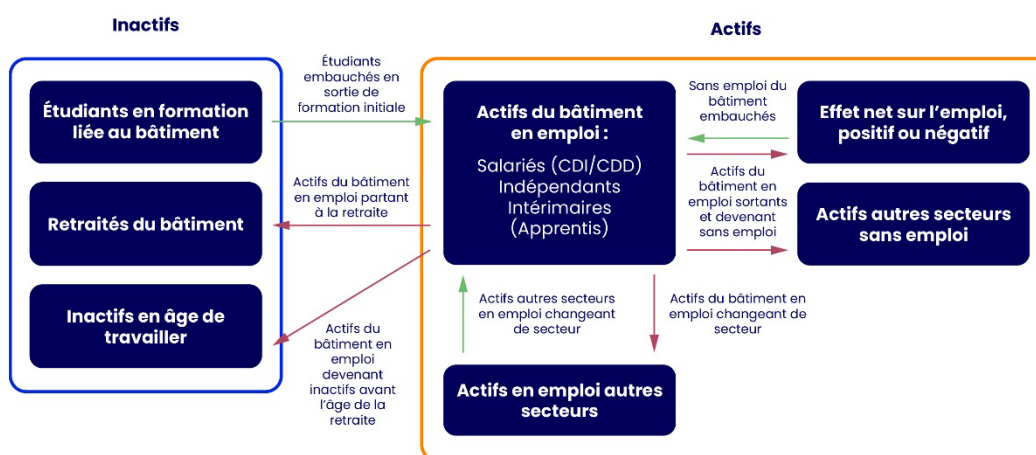 Inactifs
Étudiants en formation
liée au bâtiment
Retraités du bâtiment
Inactifs en âge de
travailler
Étudiants
embauchés en
sortie de
formation initiale
Actifs du bâtiment
en emploi partant
à la retraite
Actifs du
bâtiment en
emploi
devenant
inactifs avant
l’âge de la
retraite
Actifs
Actifs du bâtiment
en emploi :
Salariés (CDI/CDD)
Indépendants
Intérimaires
(Apprentis)
Sans emploi du
bâtiment
embauchés
Actifs du
bâtiment en
emploi sortants
et devenant
sans emploi
Effet net sur l’emploi,
positif ou négatif
Actifs autres secteurs
sans emploi
Actifs autres secteurs
en emploi changeant
de secteur
Actifs du bâtiment en
emploi changeant de
secteur
Actifs en emploi autres
secteurs